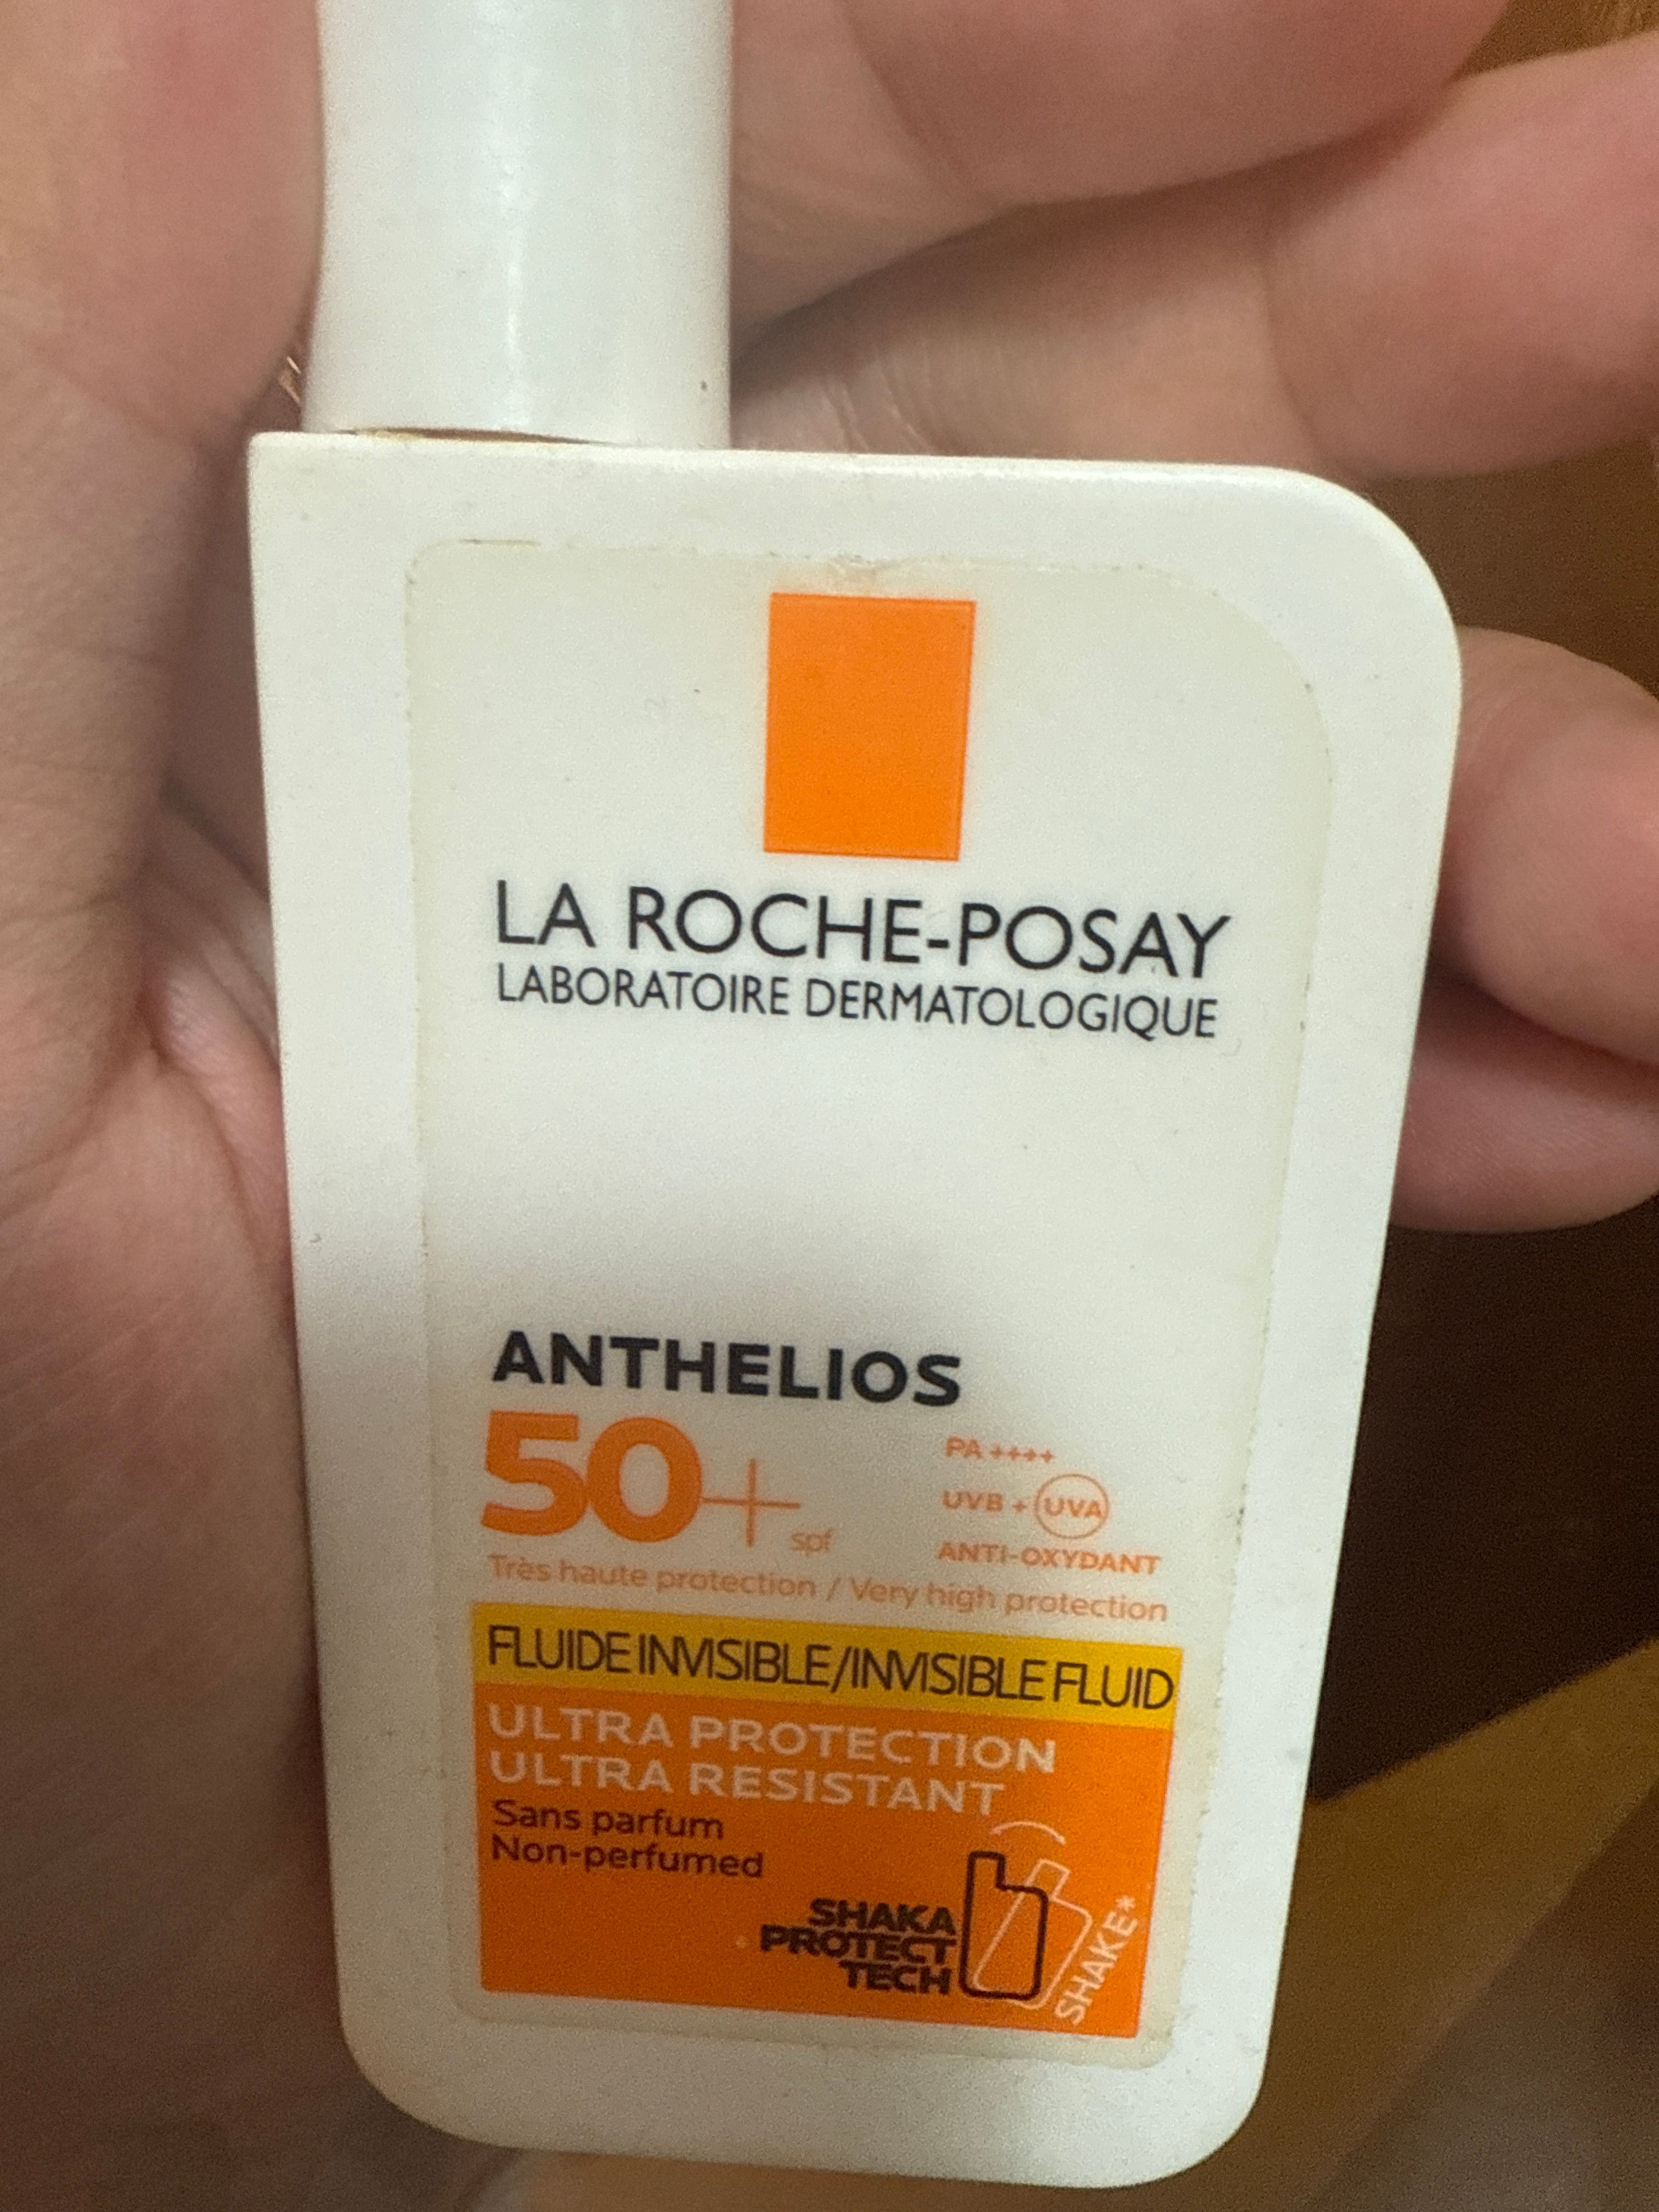 LA ROCHE-POSAY
LABORATOIRE DERMATOLOGIQUE
ANTHELIOS
50+ spf
PA ++++
UVB + UVA
ANTI-OXYDANT
Très haute protection / Very high protection
FLUIDE INVISIBLE/INVISIBLE FLUID
ULTRA PROTECTION
ULTRA RESISTANT
Sans parfum
Non-perfumed
SHAKA
PROTECT
TECH
SHAKE*